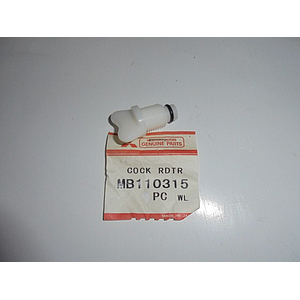 GENUINE PARTS
COCK RDTR
MB110315
PC WL